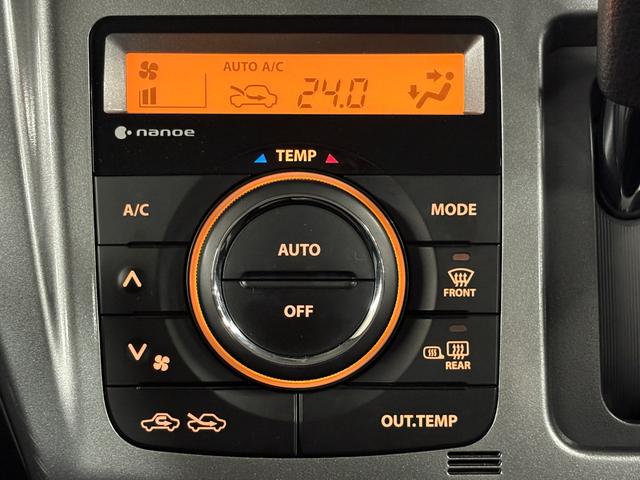 AUTO A/C
24.0
nanoe
TEMP
A/C
MODE
AUTO
OFF
FRONT
REAR
OUT.TEMP